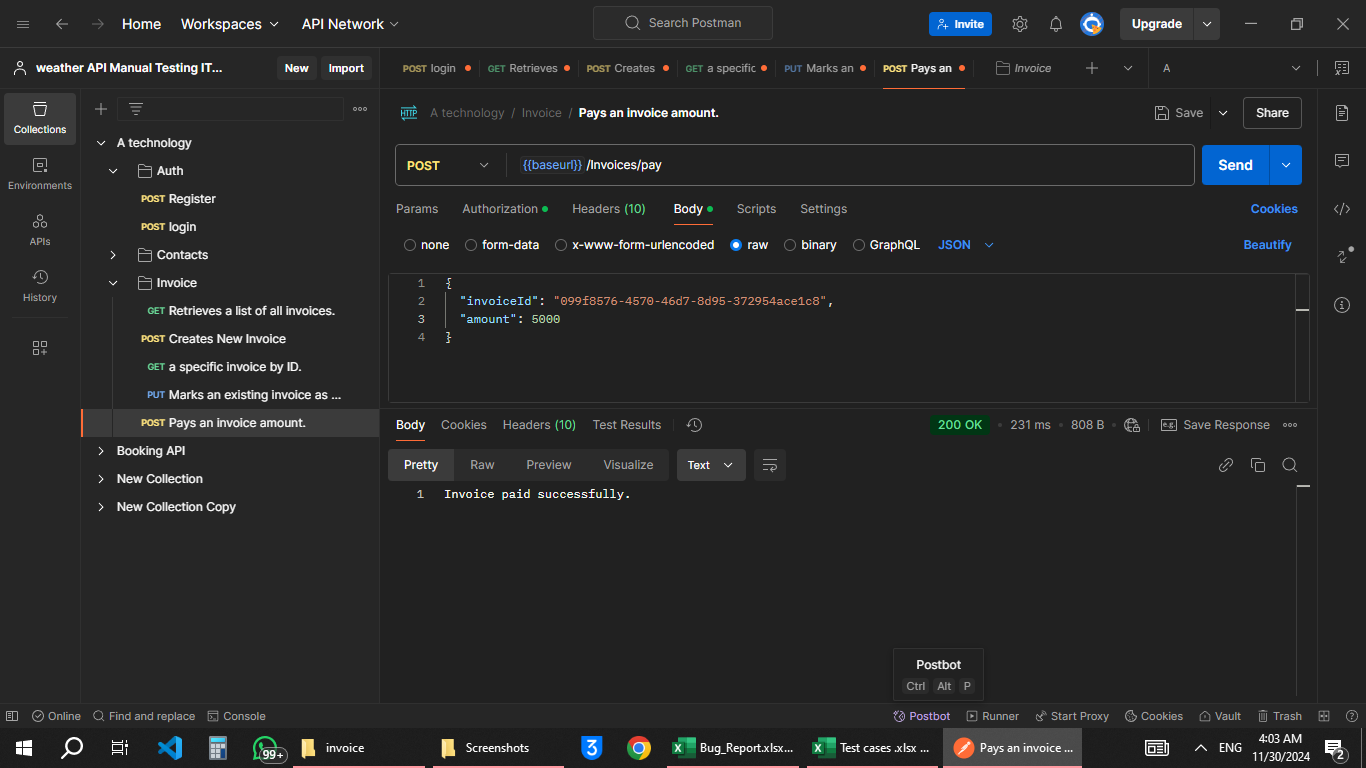 Home Workspaces API Network Search Postman Invite Upgrade
weather API Manual Testing IT... New Import
POST login GET Retrieves POST Creates GET a specific PUT Marks an POST Pays an Invoice A
Collections
Environments
APIs
History
A technology
Auth
POST Register
POST login
Contacts
Invoice
GET Retrieves a list of all invoices.
POST Creates New Invoice
GET a specific invoice by ID.
PUT Marks an existing invoice as ...
POST Pays an invoice amount.
Booking API
New Collection
New Collection Copy
HTTP A technology / Invoice / Pays an invoice amount. Save Share
POST {{baseurl}} /Invoices/pay Send
Params Authorization Headers (10) Body Scripts Settings Cookies
none form-data x-www-form-urlencoded raw binary GraphQL JSON Beautify
1 {
2 "invoiceId": "099f8576-4570-46d7-8d95-372954ace1c8",
3 "amount": 5000
4 }
Body Cookies Headers (10) Test Results 200 OK 231 ms 808 B e.g. Save Response
Pretty Raw Preview Visualize Text
1 Invoice paid successfully.
Postbot
Ctrl Alt P
Online Find and replace Console Postbot Runner Start Proxy Cookies Vault Trash
99+ invoice Screenshots Bug_Report.xlsx... Test cases .xlsx ... Pays an invoice ... ENG 4:03 AM
11/30/2024 2